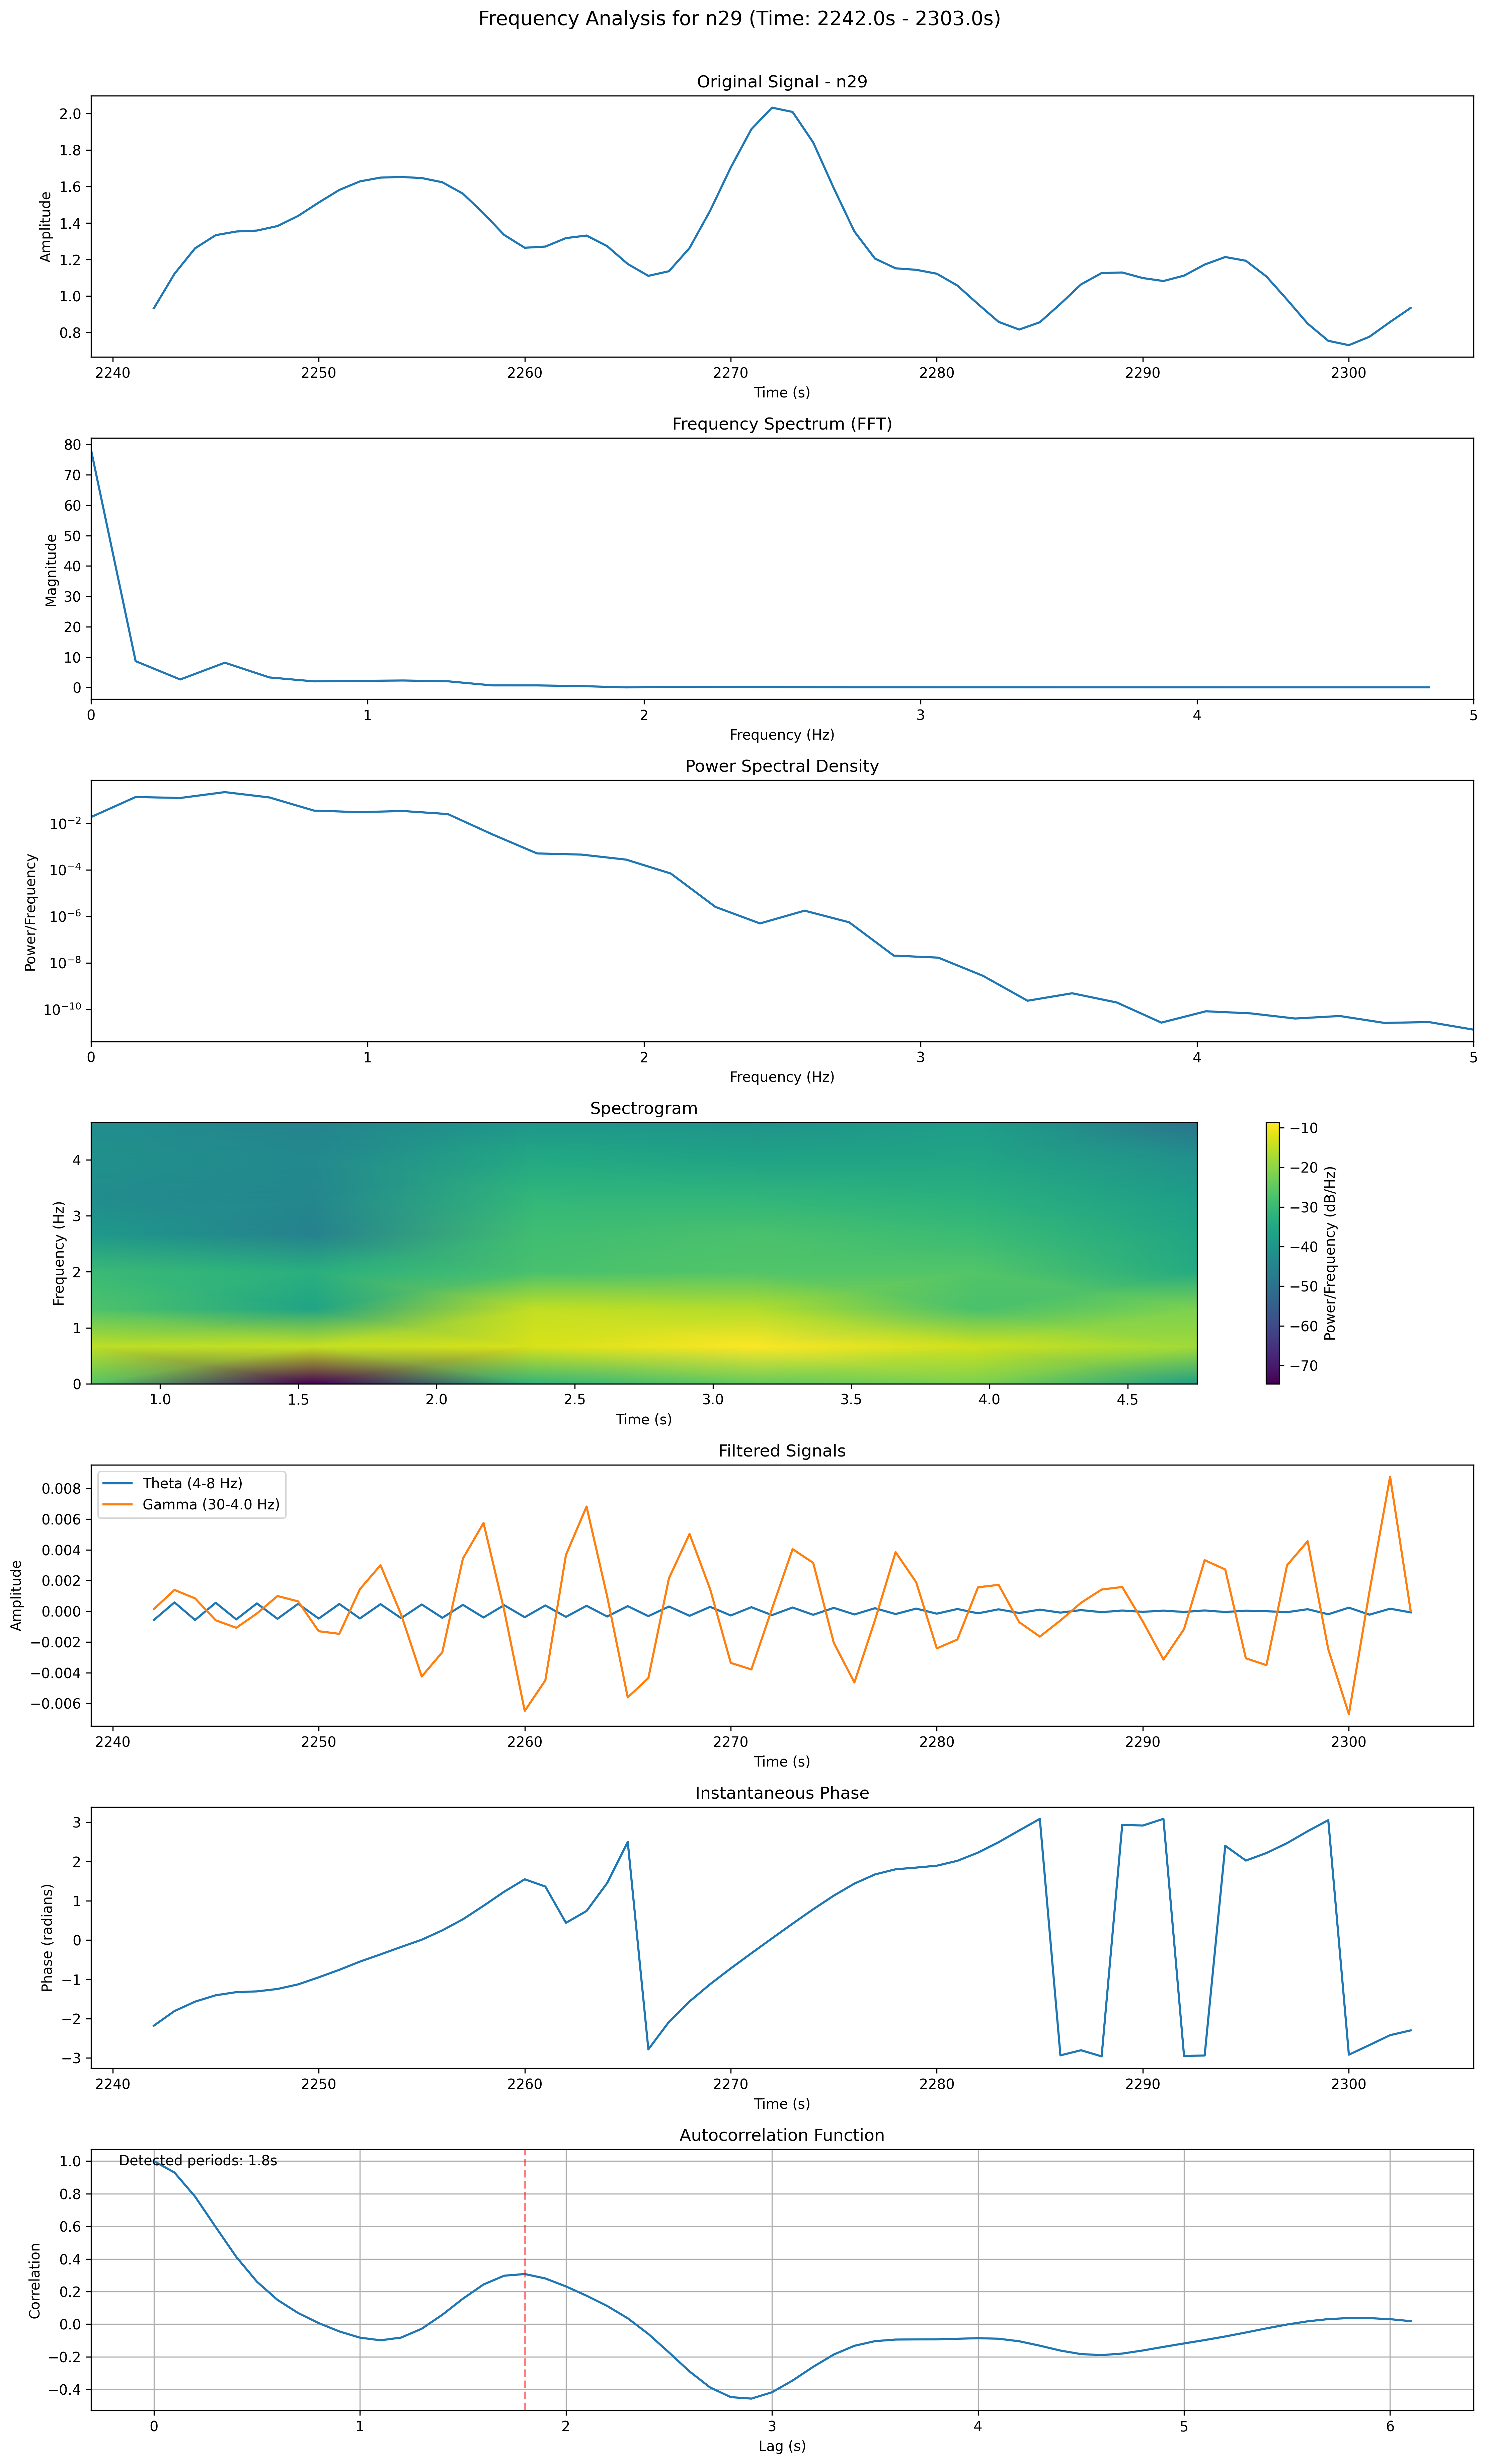 Frequency Analysis for n29 (Time: 2242.0s - 2303.0s)
Original Signal - n29
Amplitude
2.0
1.8
1.6
1.4
1.2
1.0
0.8
2240 2250 2260 2270 2280 2290 2300
Time (s)
Frequency Spectrum (FFT)
Magnitude
80
70
60
50
40
30
20
10
0
0 1 2 3 4 5
Frequency (Hz)
Power Spectral Density
Power/Frequency
10⁻²
10⁻⁴
10⁻⁶
10⁻⁸
10⁻¹⁰
0 1 2 3 4 5
Frequency (Hz)
Spectrogram
Frequency (Hz)
4
3
2
1
0
1.0 1.5 2.0 2.5 3.0 3.5 4.0 4.5
Time (s)
−10
−20
−30
−40
−50
−60
−70
Power/Frequency (dB/Hz)
Filtered Signals
Theta (4-8 Hz)
Gamma (30-4.0 Hz)
Amplitude
0.008
0.006
0.004
0.002
0.000
−0.002
−0.004
−0.006
2240 2250 2260 2270 2280 2290 2300
Time (s)
Instantaneous Phase
Phase (radians)
3
2
1
0
−1
−2
−3
2240 2250 2260 2270 2280 2290 2300
Time (s)
Autocorrelation Function
Detected periods: 1.8s
Correlation
1.0
0.8
0.6
0.4
0.2
0.0
−0.2
−0.4
0 1 2 3 4 5 6
Lag (s)